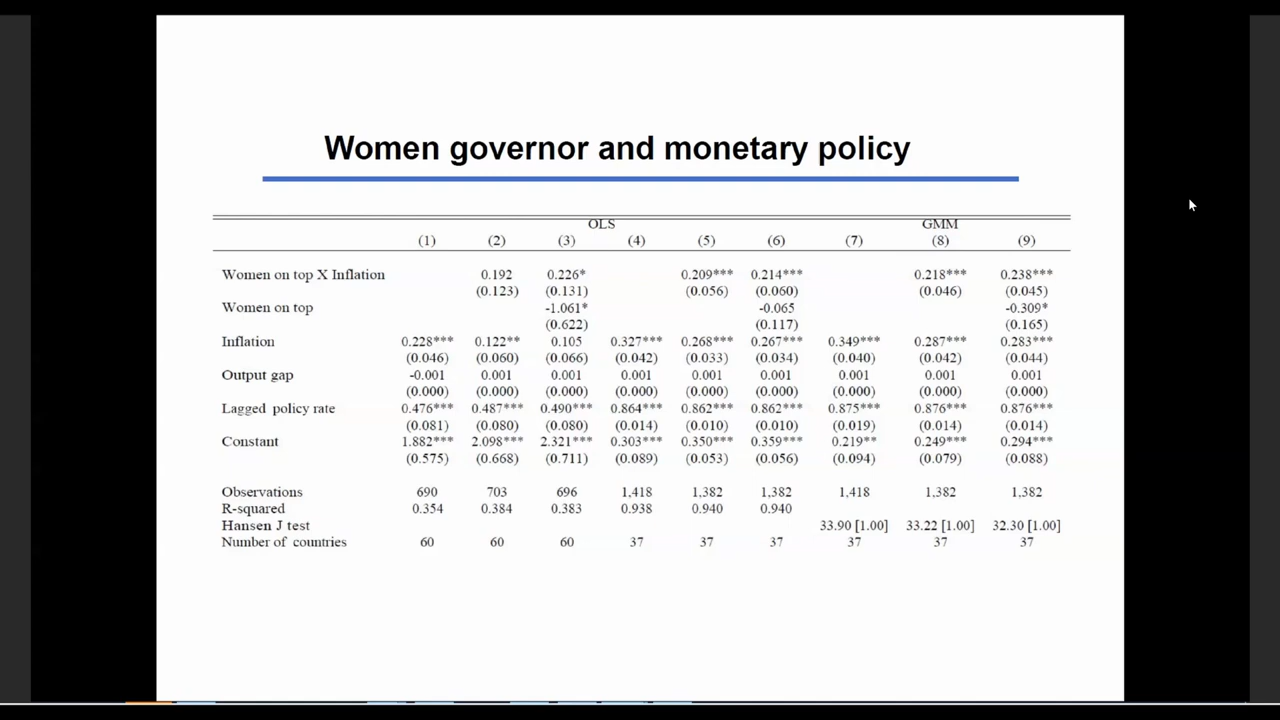 Women governor and monetary policy
OLS GMM
(1) (2) (3) (4) (5) (6) (7) (8) (9)
Women on top X Inflation 0.192 0.226* 0.209*** 0.214*** 0.218*** 0.238***
(0.123) (0.131) (0.056) (0.060) (0.046) (0.045)
Women on top -1.061* -0.065 -0.309*
(0.622) (0.117) (0.165)
Inflation 0.228*** 0.122** 0.105 0.327*** 0.268*** 0.267*** 0.349*** 0.287*** 0.283***
(0.046) (0.060) (0.066) (0.042) (0.033) (0.034) (0.040) (0.042) (0.044)
Output gap -0.001 0.001 0.001 0.001 0.001 0.001 0.001 0.001 0.001
(0.000) (0.000) (0.000) (0.000) (0.000) (0.000) (0.000) (0.000) (0.000)
Lagged policy rate 0.476*** 0.487*** 0.490*** 0.864*** 0.862*** 0.862*** 0.875*** 0.876*** 0.876***
(0.081) (0.080) (0.080) (0.014) (0.010) (0.010) (0.019) (0.014) (0.014)
Constant 1.882*** 2.098*** 2.321*** 0.303*** 0.350*** 0.359*** 0.219** 0.249*** 0.294***
(0.575) (0.668) (0.711) (0.089) (0.053) (0.056) (0.094) (0.079) (0.088)
Observations 690 703 696 1,418 1,382 1,382 1,418 1,382 1,382
R-squared 0.354 0.384 0.383 0.938 0.940 0.940
Hansen J test 33.90 [1.00] 33.22 [1.00] 32.30 [1.00]
Number of countries 60 60 60 37 37 37 37 37 37